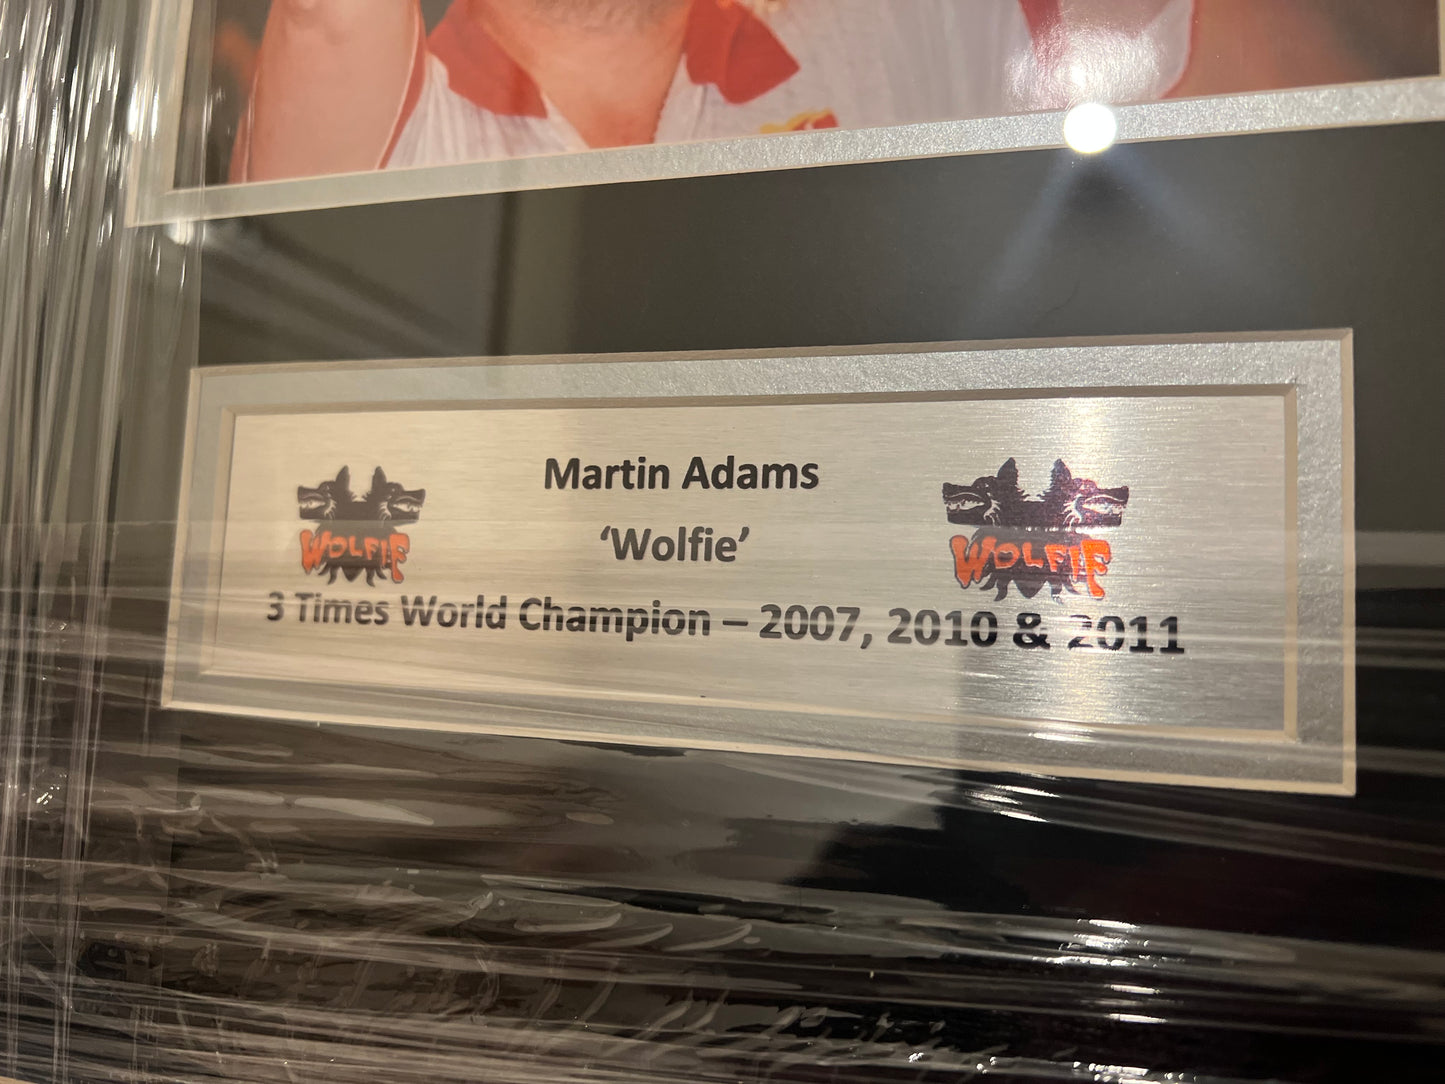 Martin Adams
‘Wolfie’
WOLFIE
WOLFIE
3 Times World Champion – 2007, 2010 & 2011